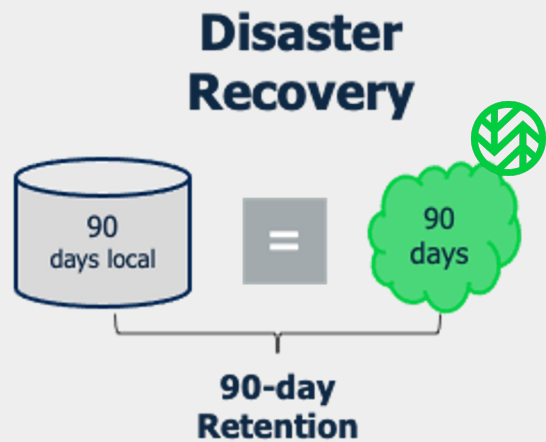 Disaster
Recovery
90
days local
=
90
days
90-day
Retention